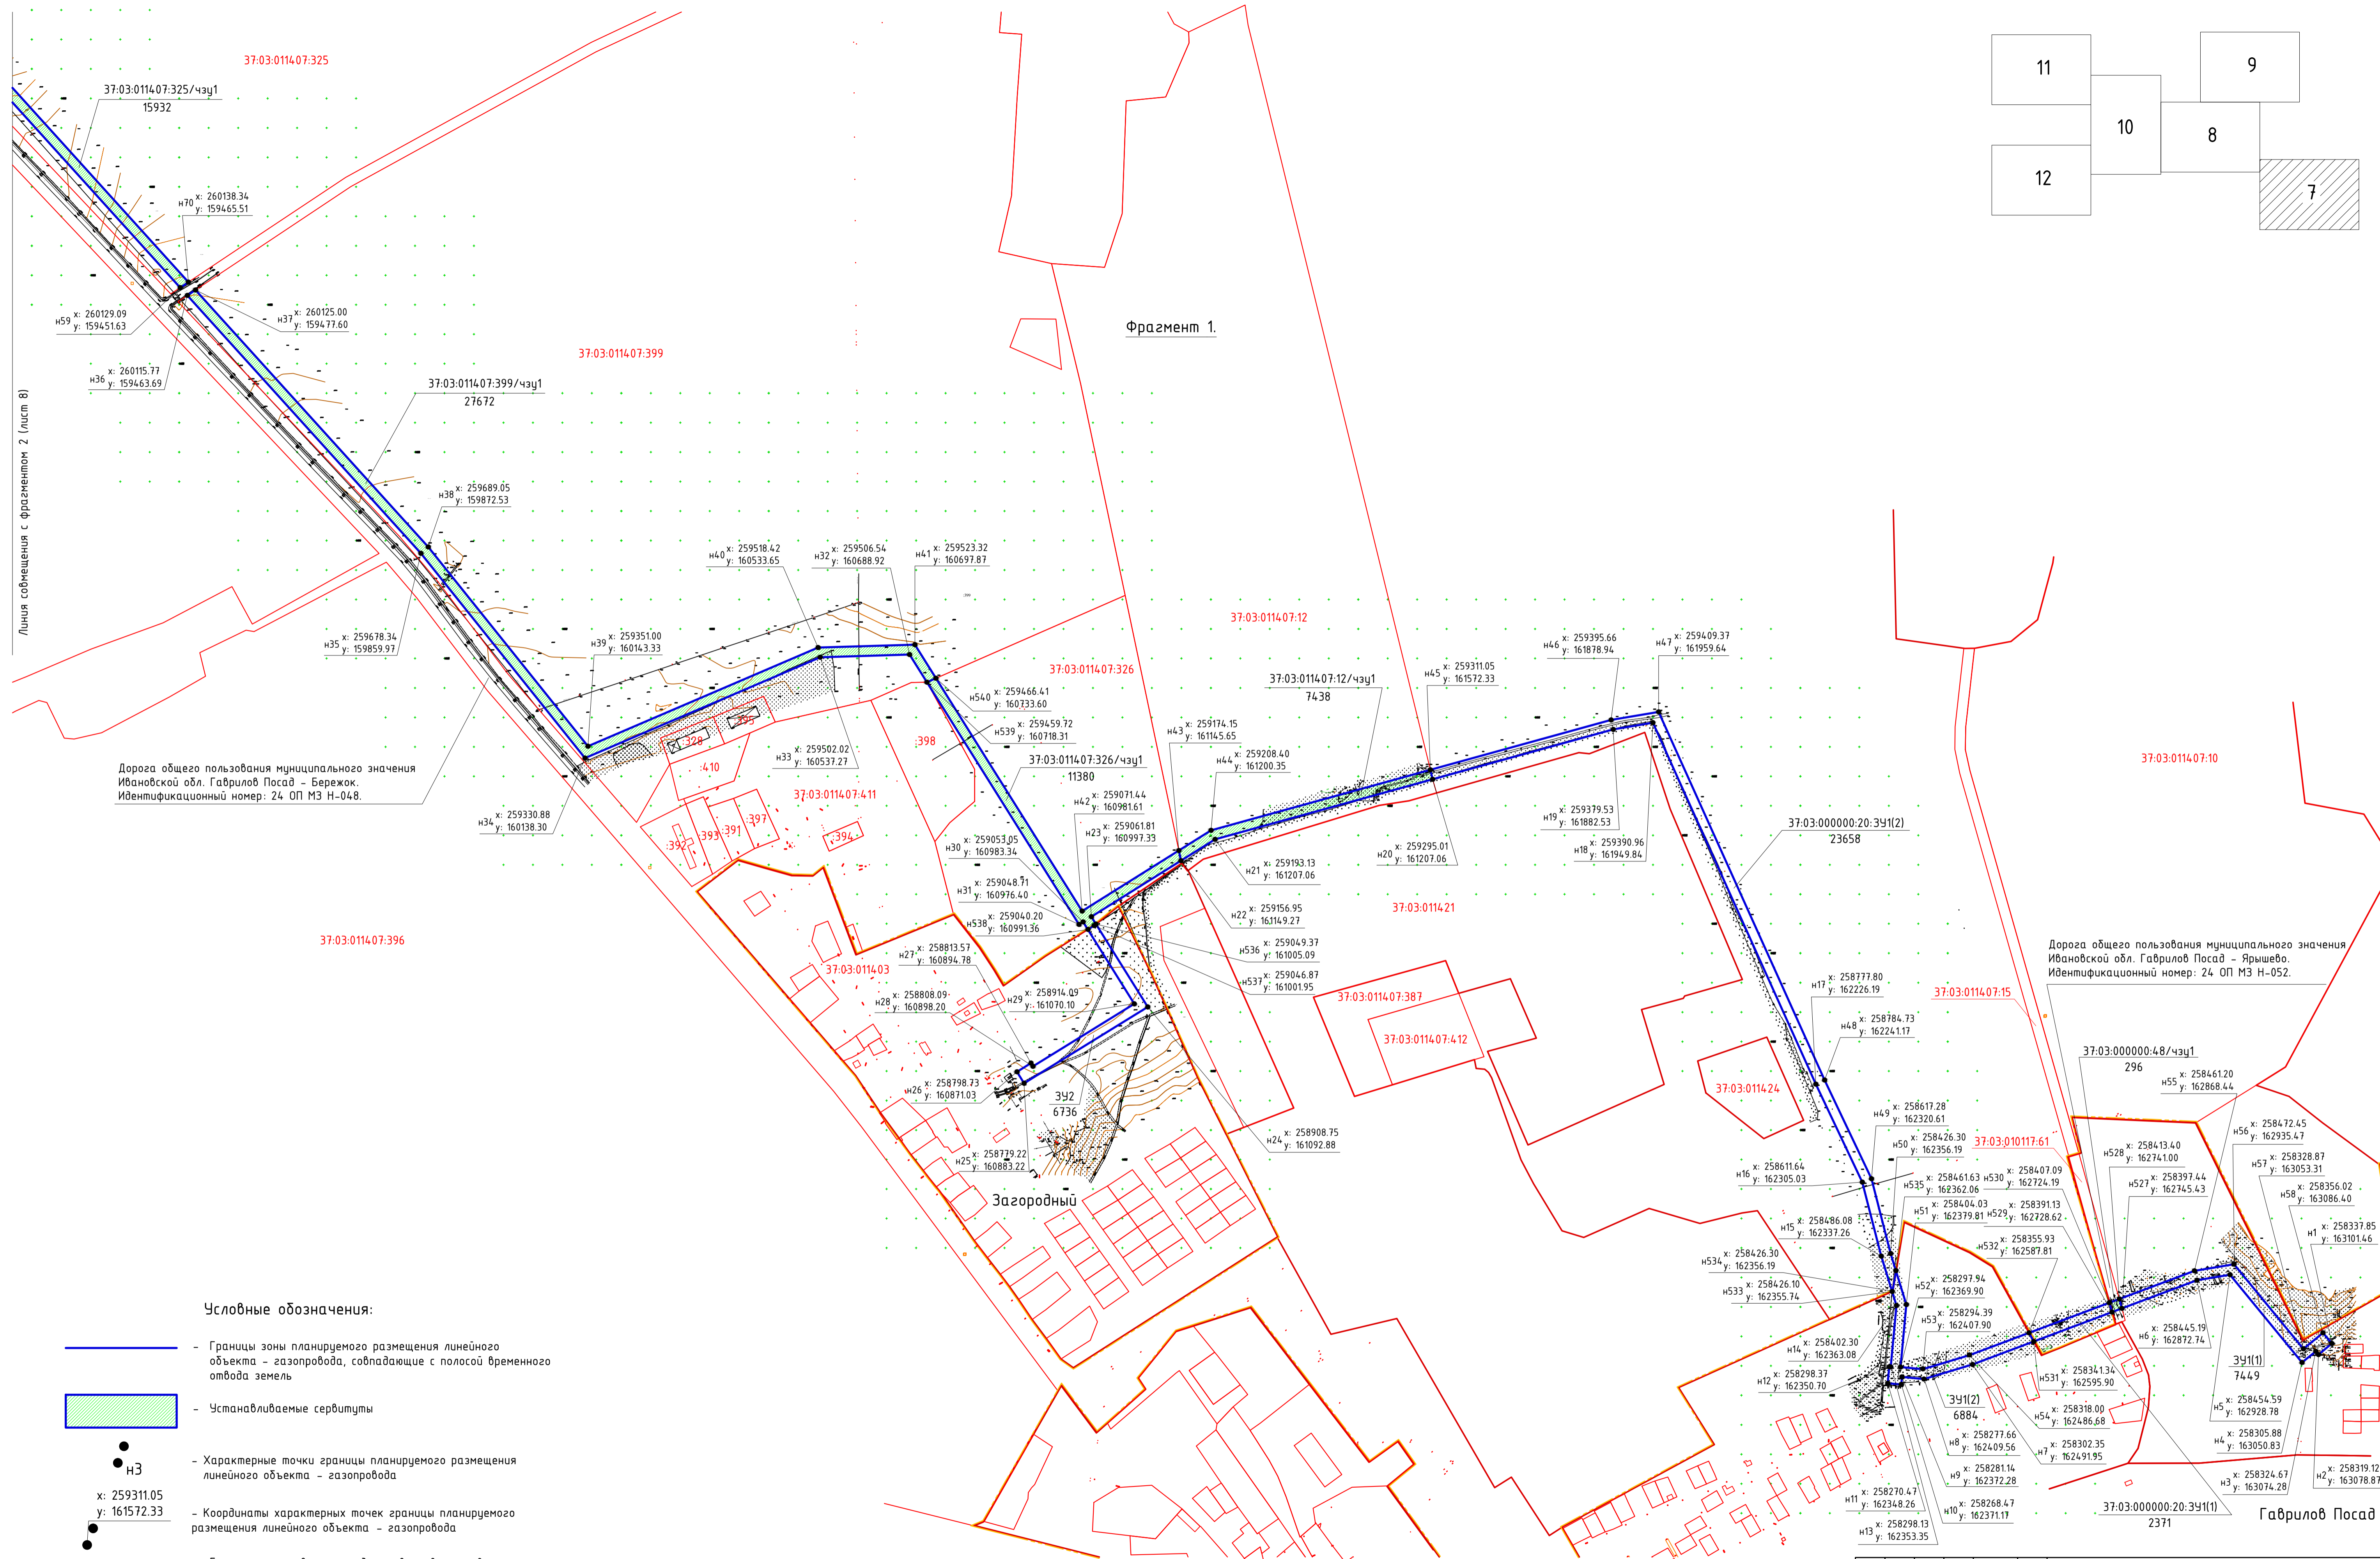 37:03:011407:325
37:03:011407:325/чзу1
15932
н70 x: 260138.34
y: 159465.51
н59 x: 260129.09
y: 159451.63
н37 x: 260125.00
y: 159477.60
н36 x: 260115.77
y: 159463.69
Линия совмещения с фрагментом 2 (лист 8)
37:03:011407:399
37:03:011407:399/чзу1
27672
Фрагмент 1.
11
9
10
8
12
7
н38 x: 259689.05
y: 159872.53
н35 x: 259678.34
y: 159859.97
н39 x: 259351.00
y: 160143.33
н40 x: 259518.42
y: 160533.65
н32 x: 259506.54
y: 160688.92
н41 x: 259523.32
y: 160697.87
:399
37:03:011407:12
37:03:011407:326
37:03:011407:12/чзу1
7438
н45 x: 259311.05
y: 161572.33
н46 x: 259395.66
y: 161878.94
н47 x: 259409.37
y: 161959.64
н540 x: 259466.41
y: 160733.60
н539 x: 259459.72
y: 160718.31
н43 x: 259174.15
y: 161145.65
н44 x: 259208.40
y: 161200.35
:395
:328
:398
:410
н33 x: 259502.02
y: 160537.27
37:03:011407:326/чзу1
11380
37:03:011407:10
Дорога общего пользования муниципального значения
Ивановской обл. Гаврилов Посад – Бережок.
Идентификационный номер: 24 ОП МЗ Н-048.
37:03:011407:411
:397
:391
:393
:392
:394
н34 x: 259330.88
y: 160138.30
н42 x: 259071.44
y: 160981.61
н23 x: 259061.81
y: 160997.33
н30 x: 259053.05
y: 160983.34
н19 x: 259379.53
y: 161882.53
н18 x: 259390.96
y: 161949.84
37:03:000000:20:ЗУ1(2)
23658
н20 x: 259295.01
y: 161207.06
н21 x: 259193.13
y: 161207.06
н31 x: 259048.71
y: 160976.40
н538 x: 259040.20
y: 160991.36
н22 x: 259156.95
y: 161149.27
37:03:011421
37:03:011407:396
н536 x: 259049.37
y: 161005.09
н537 x: 259046.87
y: 161001.95
н27 x: 258813.57
y: 160894.78
37:03:011403
н28 x: 258808.09
y: 160898.20
н29 x: 258914.09
y: 161070.10
37:03:011407:387
37:03:011407:412
н17 x: 258777.80
y: 162226.19
н48 x: 258784.73
y: 162241.17
37:03:011407:15
Дорога общего пользования муниципального значения
Ивановской обл. Гаврилов Посад – Ярышево.
Идентификационный номер: 24 ОП МЗ Н-052.
37:03:000000:48/чзу1
296
н55 x: 258461.20
y: 162868.44
37:03:011424
н26 x: 258798.73
y: 160871.03
ЗУ2
6736
н25 x: 258779.22
y: 160883.22
н24 x: 258908.75
y: 161092.88
Загородный
н49 x: 258617.28
y: 162320.61
н50 x: 258426.30
y: 162356.19
37:03:010117:61
н16 x: 258611.64
y: 162305.03
н535 x: 258461.63
y: 162362.06
н530 x: 258407.09
y: 162724.19
н528 x: 258413.40
y: 162741.00
н527 x: 258397.44
y: 162745.43
н56 x: 258472.45
y: 162935.47
н57 x: 258328.87
y: 163053.31
н58 x: 258356.02
y: 163086.40
н1 x: 258337.85
y: 163101.46
н51 x: 258404.03
y: 162379.81
н529 x: 258391.13
y: 162728.62
н15 x: 258486.08
y: 162337.26
н532 x: 258355.93
y: 162587.81
н534 x: 258426.30
y: 162356.19
н533 x: 258426.10
y: 162355.74
н52 x: 258297.94
y: 162369.90
н53 x: 258294.39
y: 162407.90
н14 x: 258402.30
y: 162363.08
н12 x: 258298.37
y: 162350.70
н6 x: 258445.19
y: 162872.74
ЗУ1(1)
7449
н531 x: 258341.34
y: 162595.90
ЗУ1(2)
6884
н54 x: 258318.00
y: 162486.68
н5 x: 258454.59
y: 162928.78
н4 x: 258305.88
y: 163050.83
н8 x: 258277.66
y: 162409.56
н7 x: 258302.35
y: 162491.95
н9 x: 258281.14
y: 162372.28
н3 x: 258324.67
y: 163074.28
н2 x: 258319.12
y: 163078.87
н11 x: 258270.47
y: 162348.26
н10 x: 258268.47
y: 162371.17
н13 x: 258298.13
y: 162353.35
37:03:000000:20:ЗУ1(1)
2371
Гаврилов Посад
Условные обозначения:
– Границы зоны планируемого размещения линейного
объекта – газопровода, совпадающие с полосой временного
отвода земель
– Устанавливаемые сервитуты
н3
– Характерные точки границы планируемого размещения
линейного объекта – газопровода
x: 259311.05
y: 161572.33
– Координаты характерных точек границы планируемого
размещения линейного объекта – газопровода